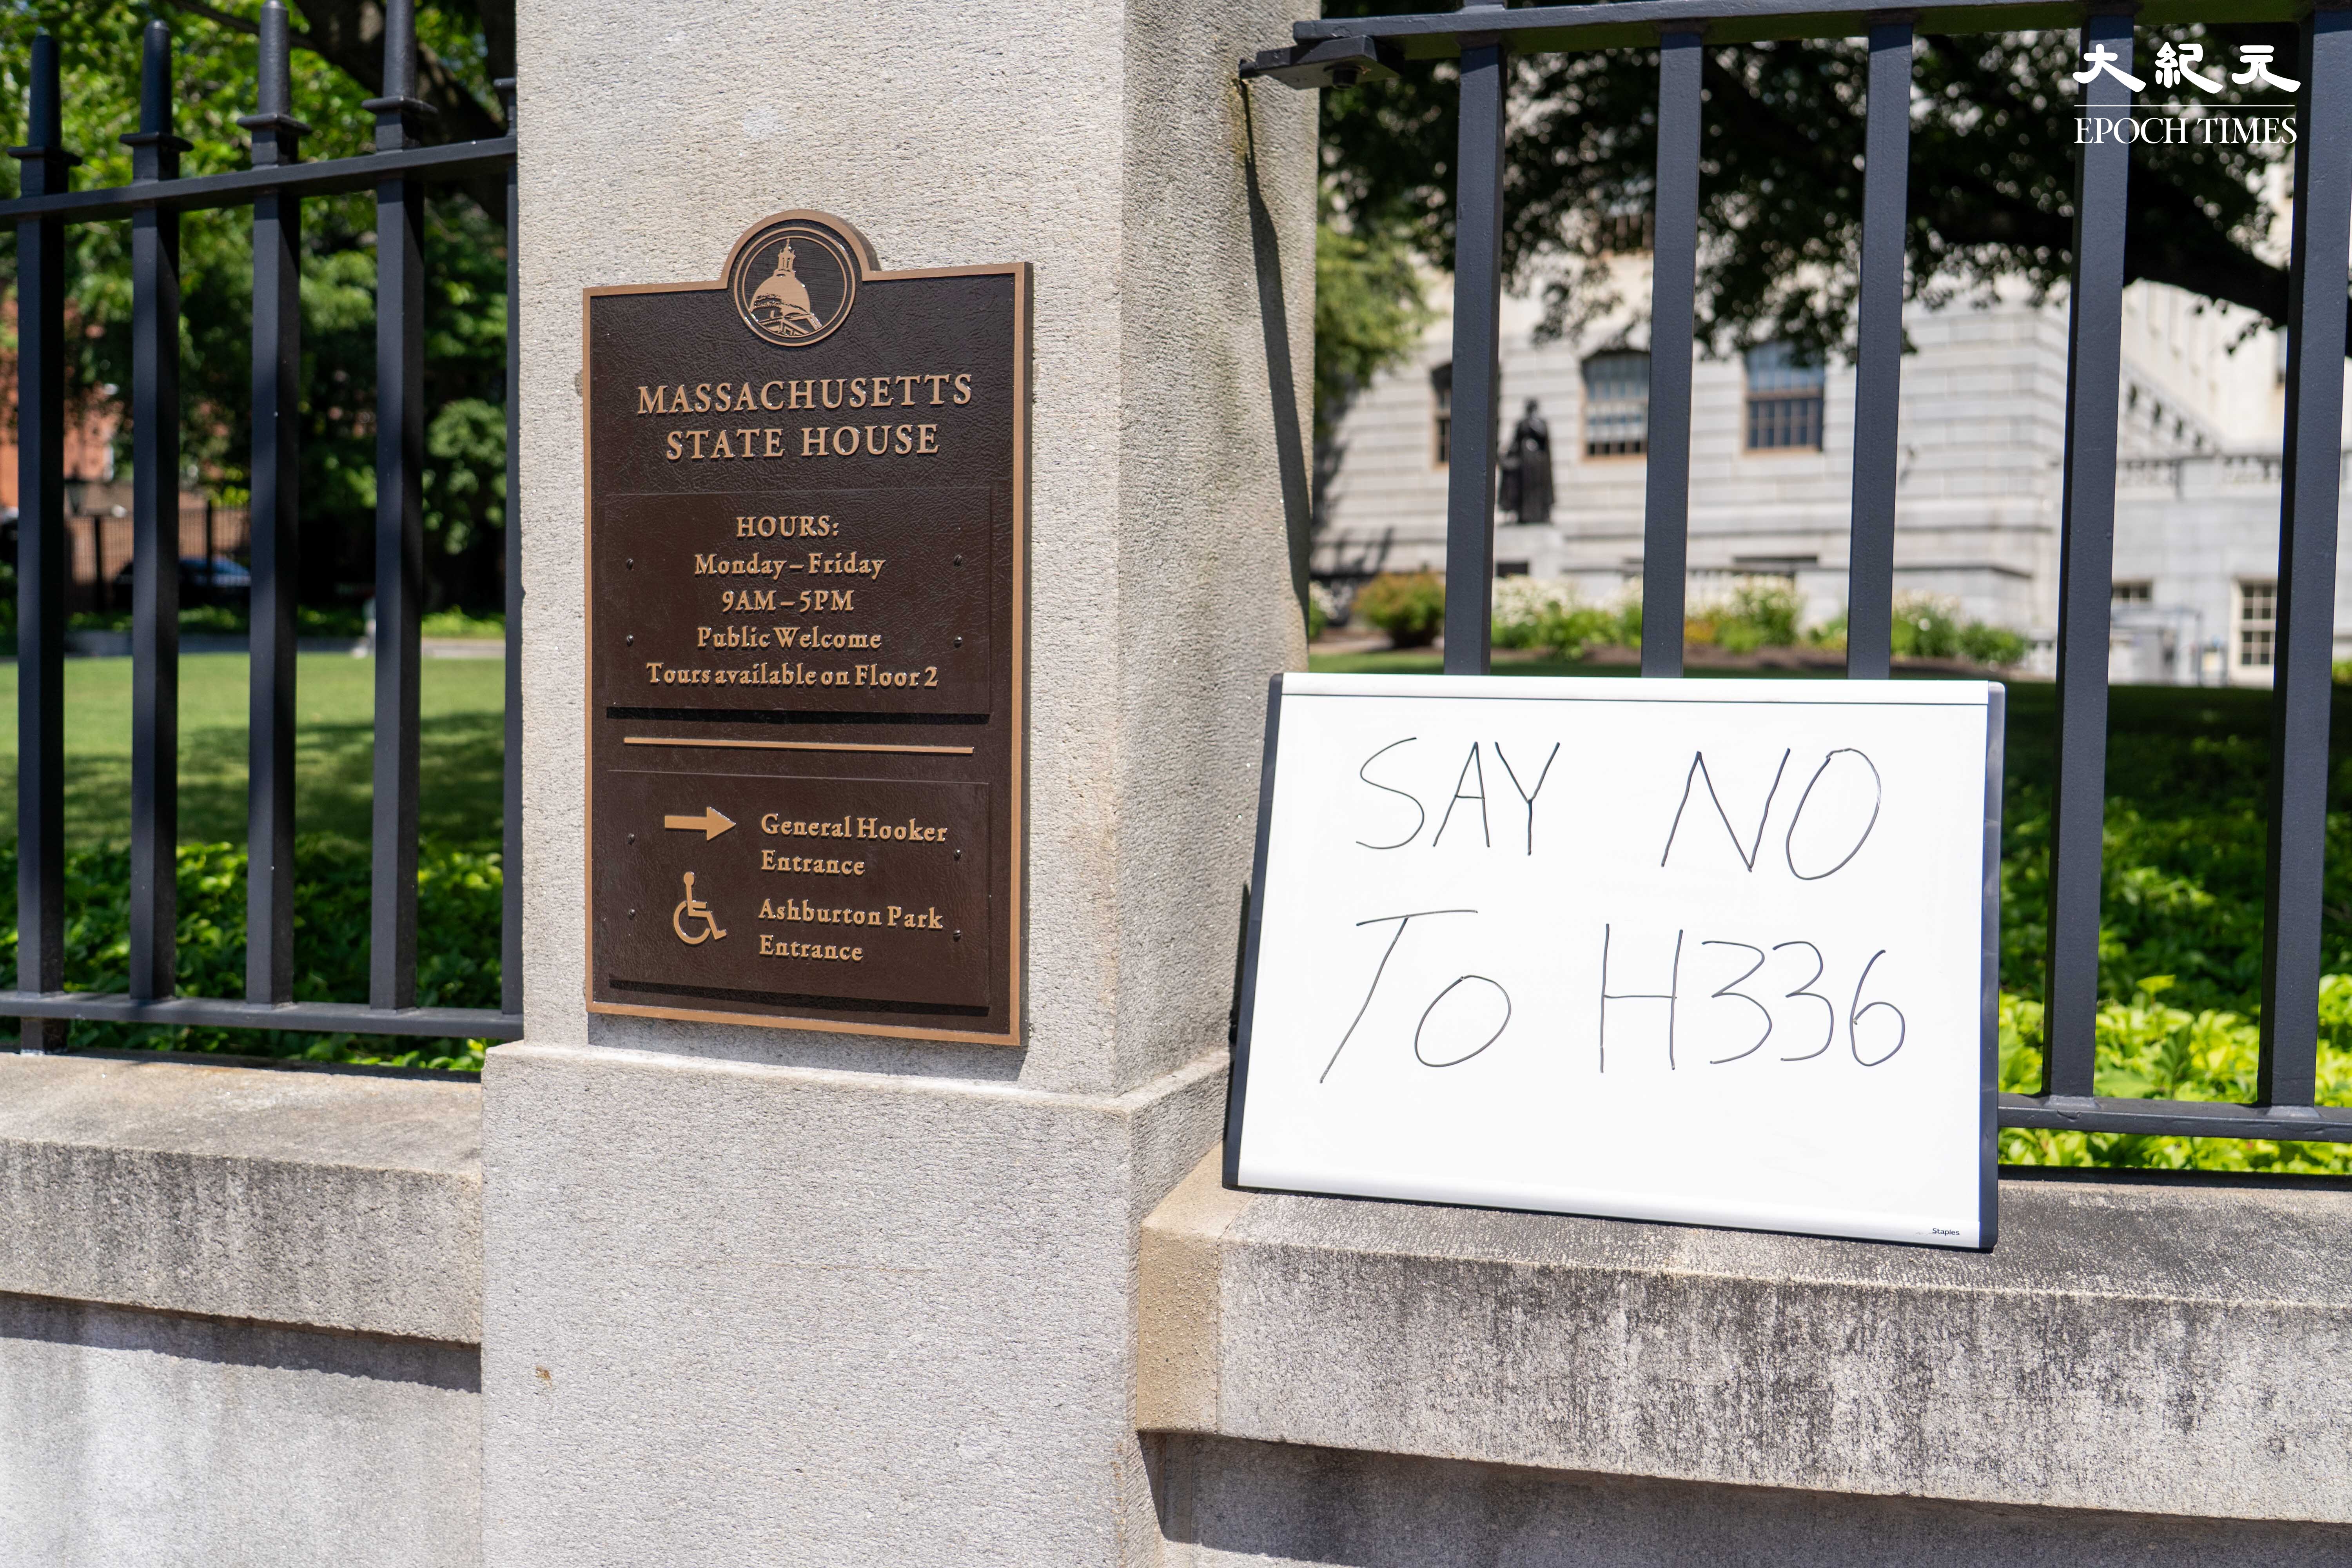 大紀元
EPOCH TIMES
MASSACHUSETTS
STATE HOUSE
HOURS:
Monday – Friday
9AM – 5PM
Public Welcome
Tours available on Floor 2
General Hooker
Entrance
Ashburton Park
Entrance
SAY NO
TO H336
Staples